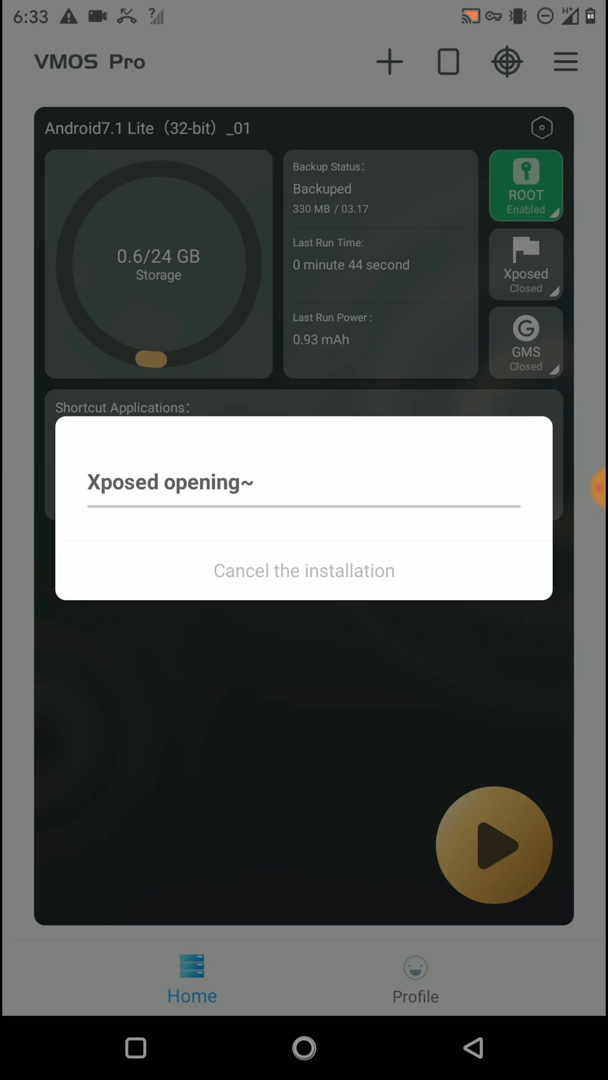 6:33
VMOS Pro
Android7.1 Lite（32-bit）_01
0.6/24 GB
Storage
Backup Status:
Backuped
330 MB / 03.17
Last Run Time:
0 minute 44 second
Last Run Power :
0.93 mAh
ROOT
Enabled
Xposed
Closed
G
GMS
Closed
Shortcut Applications:
Xposed opening~
Cancel the installation
Home
Profile